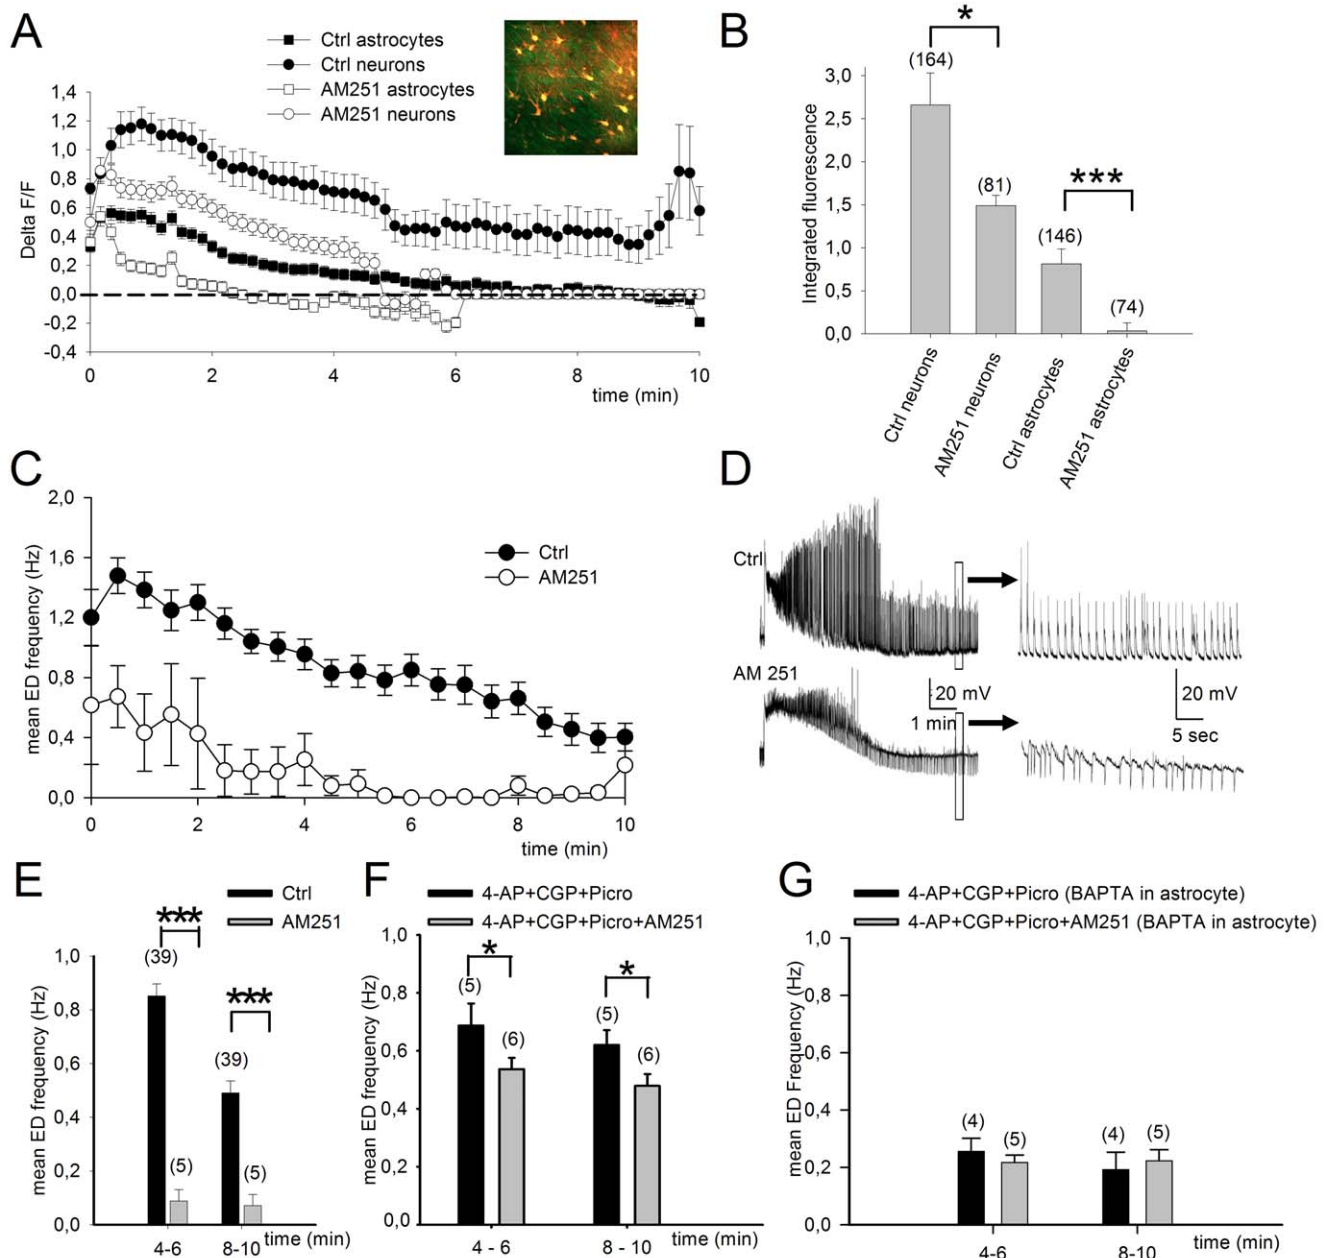 A
Ctrl astrocytes
Ctrl neurons
AM251 astrocytes
AM251 neurons
Delta F/F
1,4
1,2
1,0
0,8
0,6
0,4
0,2
0,0
-0,2
-0,4
0 2 4 6 8 10
time (min)
B
*
***
(164)
(81)
(146)
(74)
Integrated fluorescence
3,0
2,5
2,0
1,5
1,0
0,5
0,0
Ctrl neurons
AM251 neurons
Ctrl astrocytes
AM251 astrocytes
C
Ctrl
AM251
mean ED frequency (Hz)
2,0
1,6
1,2
0,8
0,4
0,0
0 2 4 6 8 10
time (min)
D
Ctrl
AM 251
20 mV
1 min
20 mV
5 sec
E
Ctrl
AM251
***
***
(39)
(5)
(39)
(5)
mean ED frequency (Hz)
1,0
0,8
0,6
0,4
0,2
0,0
4-6 8-10
time (min)
F
4-AP+CGP+Picro
4-AP+CGP+Picro+AM251
*
*
(5)
(6)
(5)
(6)
mean ED frequency (Hz)
1,0
0,8
0,6
0,4
0,2
0,0
4 - 6 8 - 10
time (min)
G
4-AP+CGP+Picro (BAPTA in astrocyte)
4-AP+CGP+Picro+AM251 (BAPTA in astrocyte)
(4)
(5)
(4)
(5)
mean ED Frequency (Hz)
1,0
0,8
0,6
0,4
0,2
0,0
4-6 8-10
time (min)